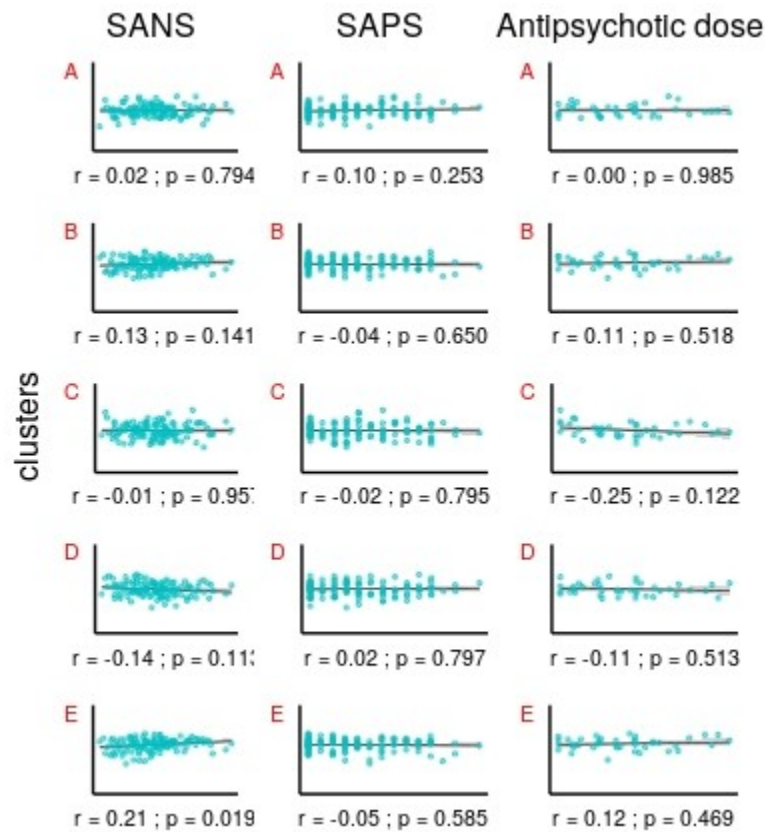 SANS SAPS Antipsychotic dose
A A A
r = 0.02 ; p = 0.794 r = 0.10 ; p = 0.253 r = 0.00 ; p = 0.985
B B B
r = 0.13 ; p = 0.141 r = -0.04 ; p = 0.650 r = 0.11 ; p = 0.518
clusters
C C C
r = -0.01 ; p = 0.95 r = -0.02 ; p = 0.795 r = -0.25 ; p = 0.122
D D D
r = -0.14 ; p = 0.11 r = 0.02 ; p = 0.797 r = -0.11 ; p = 0.513
E E E
r = 0.21 ; p = 0.019 r = -0.05 ; p = 0.585 r = 0.12 ; p = 0.469